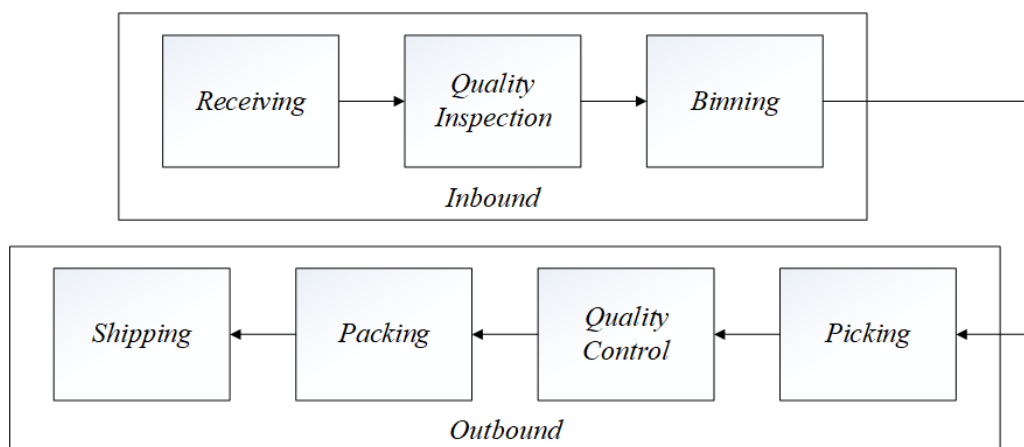 Receiving
Quality
Inspection
Binning
Inbound
Shipping
Packing
Quality
Control
Picking
Outbound